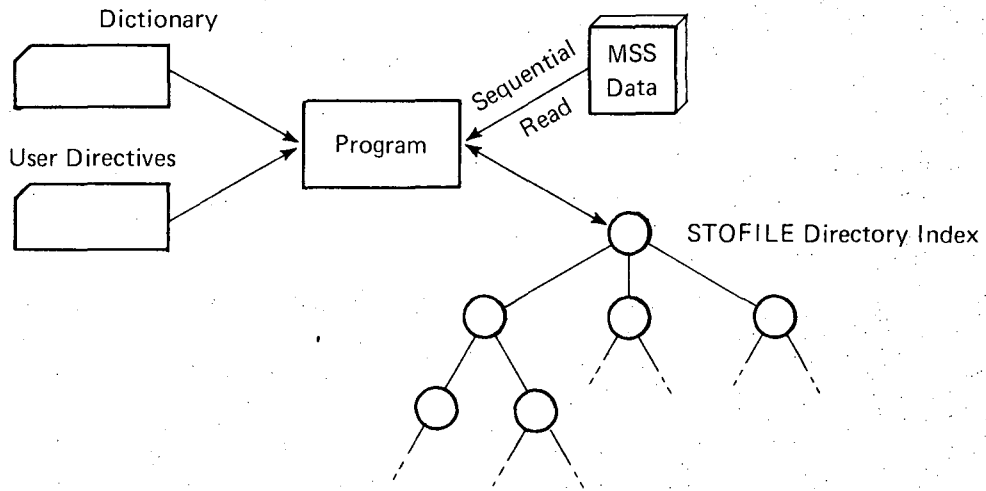 Dictionary
Sequential
Read
MSS
Data
Program
User Directives
STOFILE Directory Index